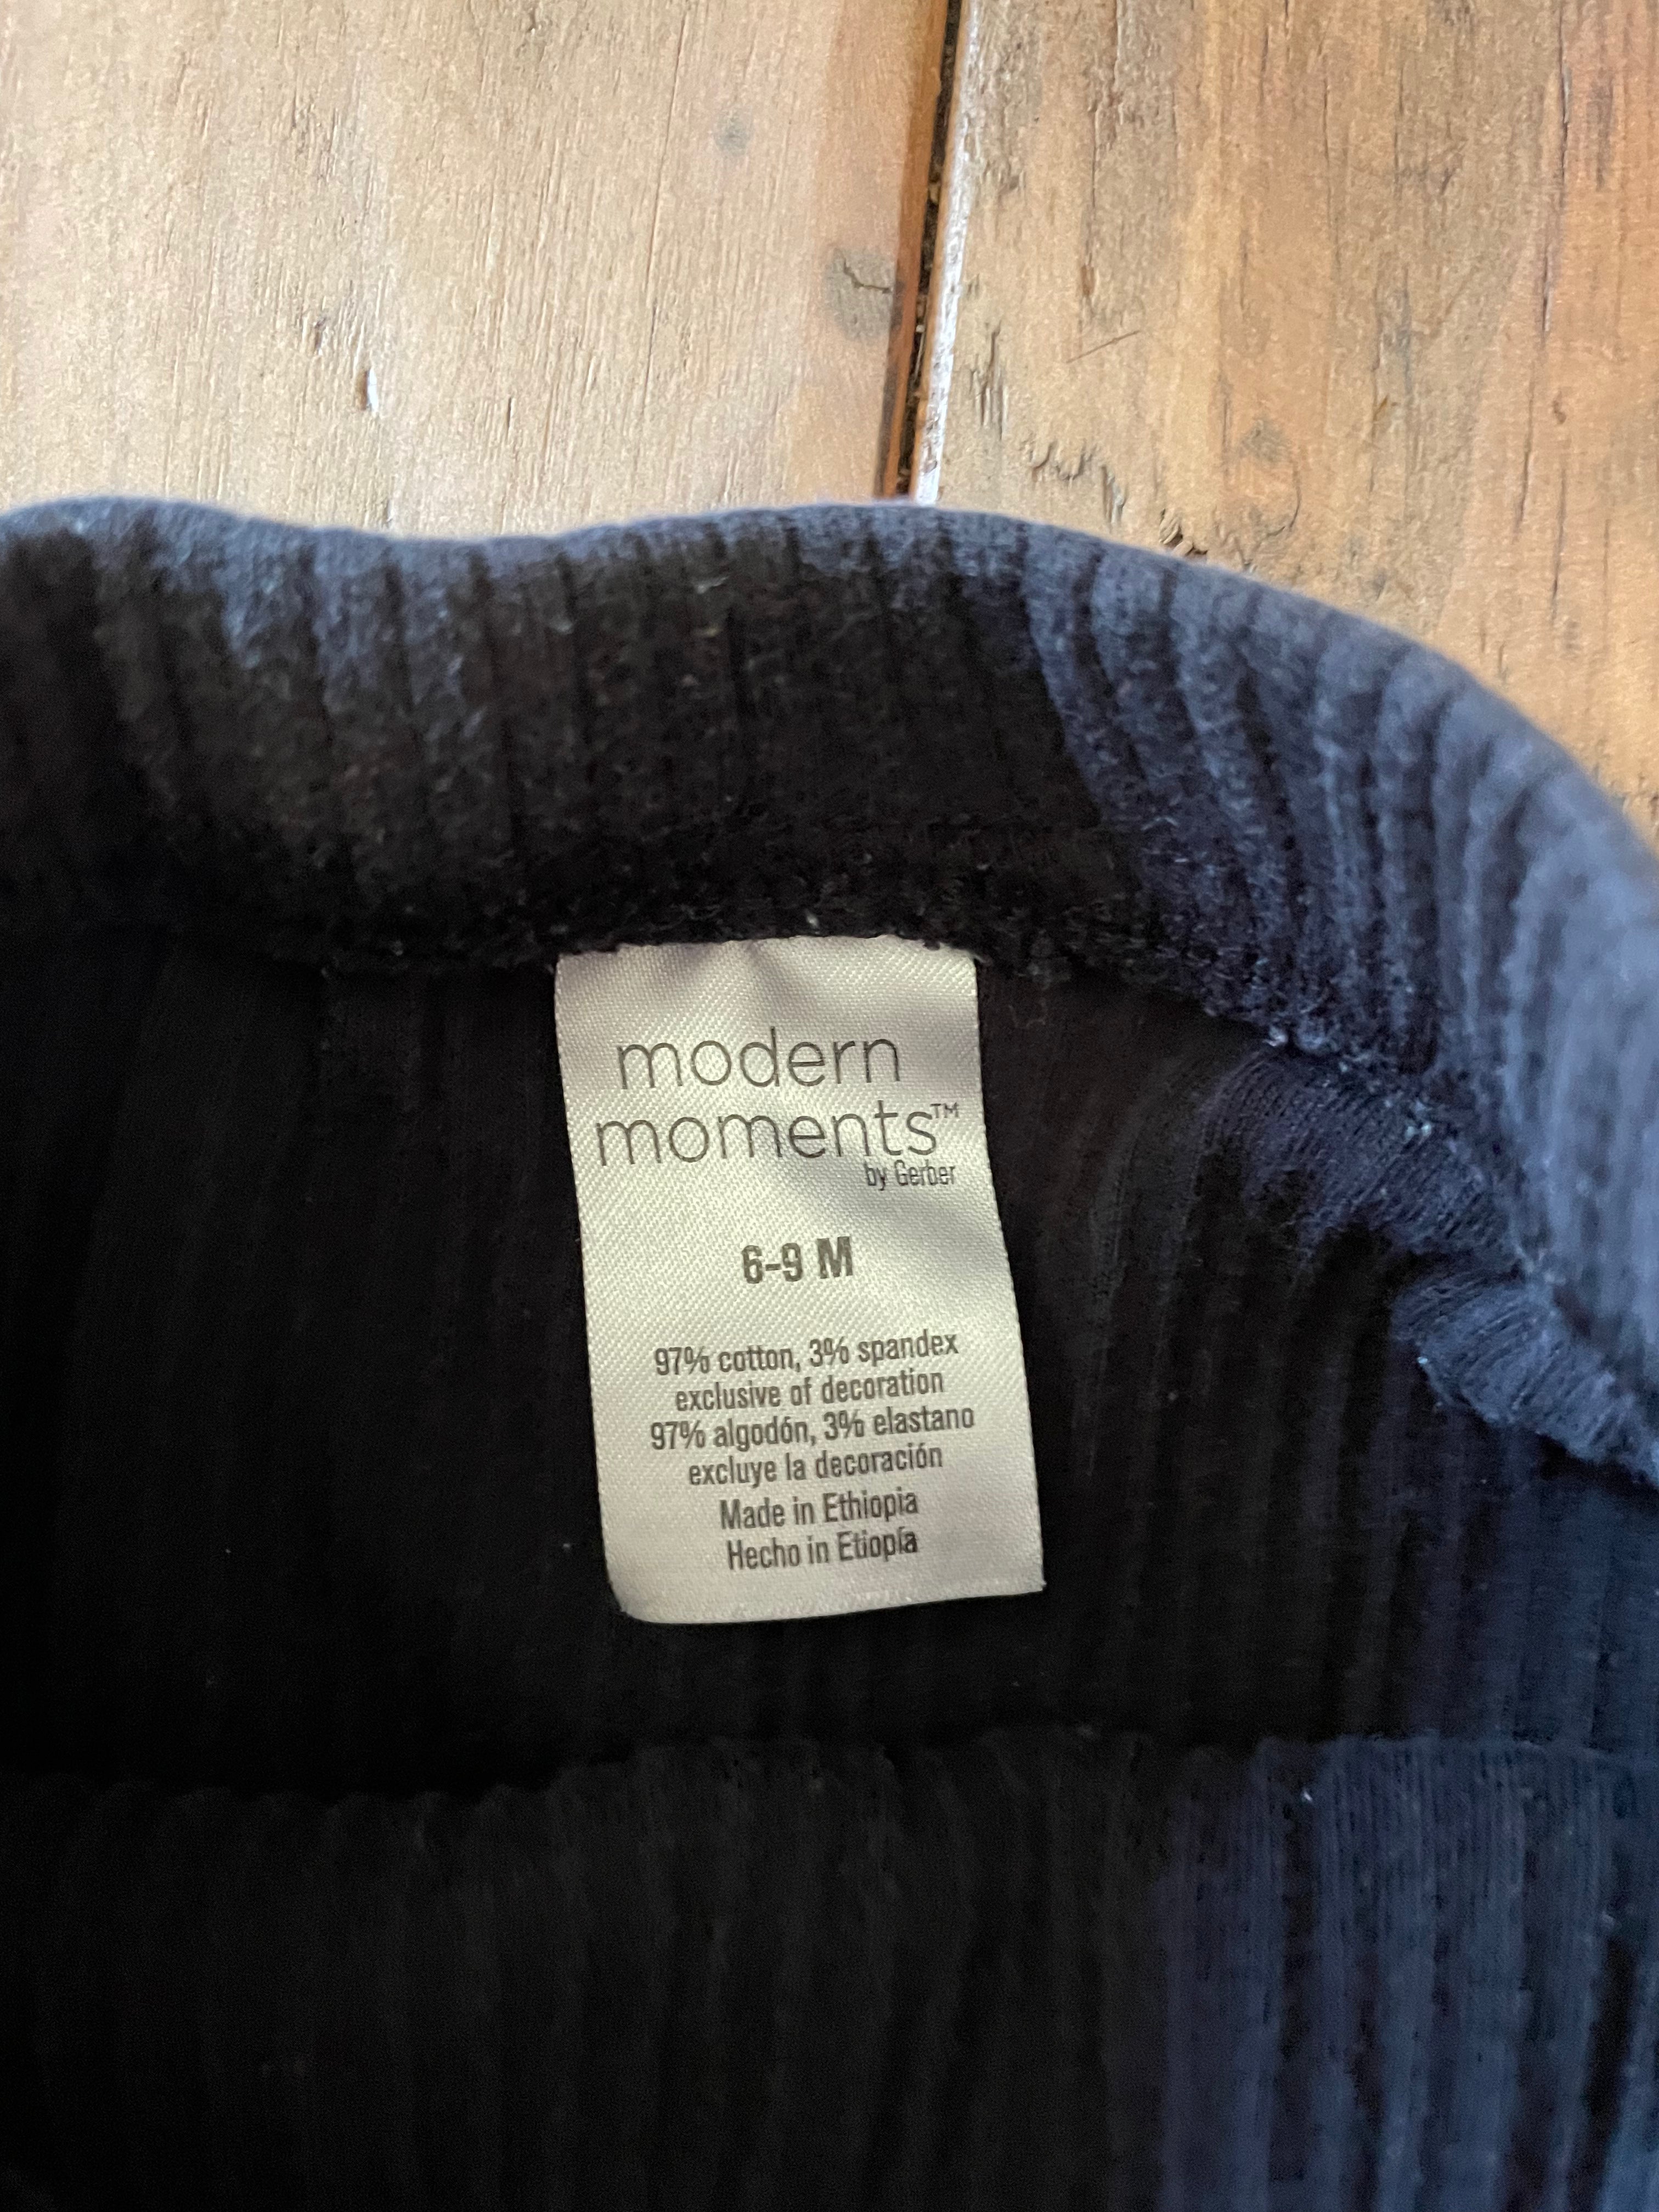 modern
moments™
by Gerber
6-9 M
97% cotton, 3% spandex
exclusive of decoration
97% algodón, 3% elastano
excluye la decoración
Made in Ethiopia
Hecho in Etiopía